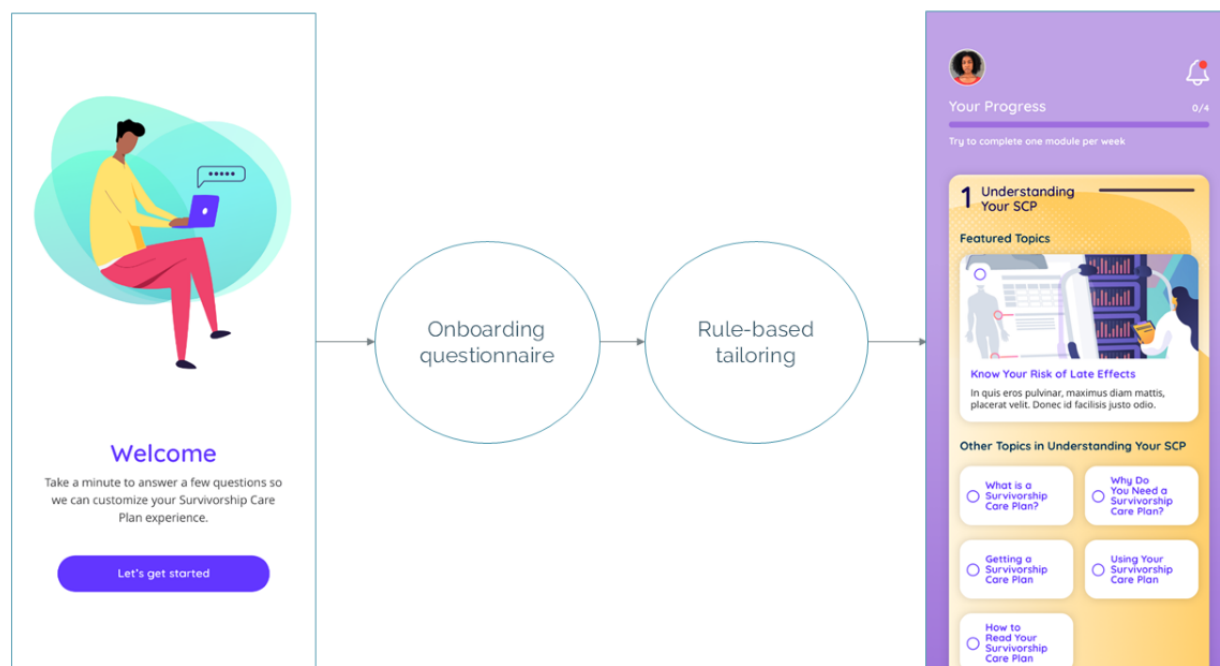 Welcome
Take a minute to answer a few questions so
we can customize your Survivorship Care
Plan experience.
Let's get started
Onboarding
questionnaire
Rule-based
tailoring
Your Progress
0/4
Try to complete one module per week
1
Understanding
Your SCP
Featured Topics
Know Your Risk of Late Effects
In quis eros pulvinar, maximus diam mattis,
placerat velit. Donec id facilisis justo odio.
Other Topics in Understanding Your SCP
What is a
Survivorship
Care Plan?
Why Do
You Need a
Survivorship
Care Plan?
Getting a
Survivorship
Care Plan
Using Your
Survivorship
Care Plan
How to
Read Your
Survivorship
Care Plan